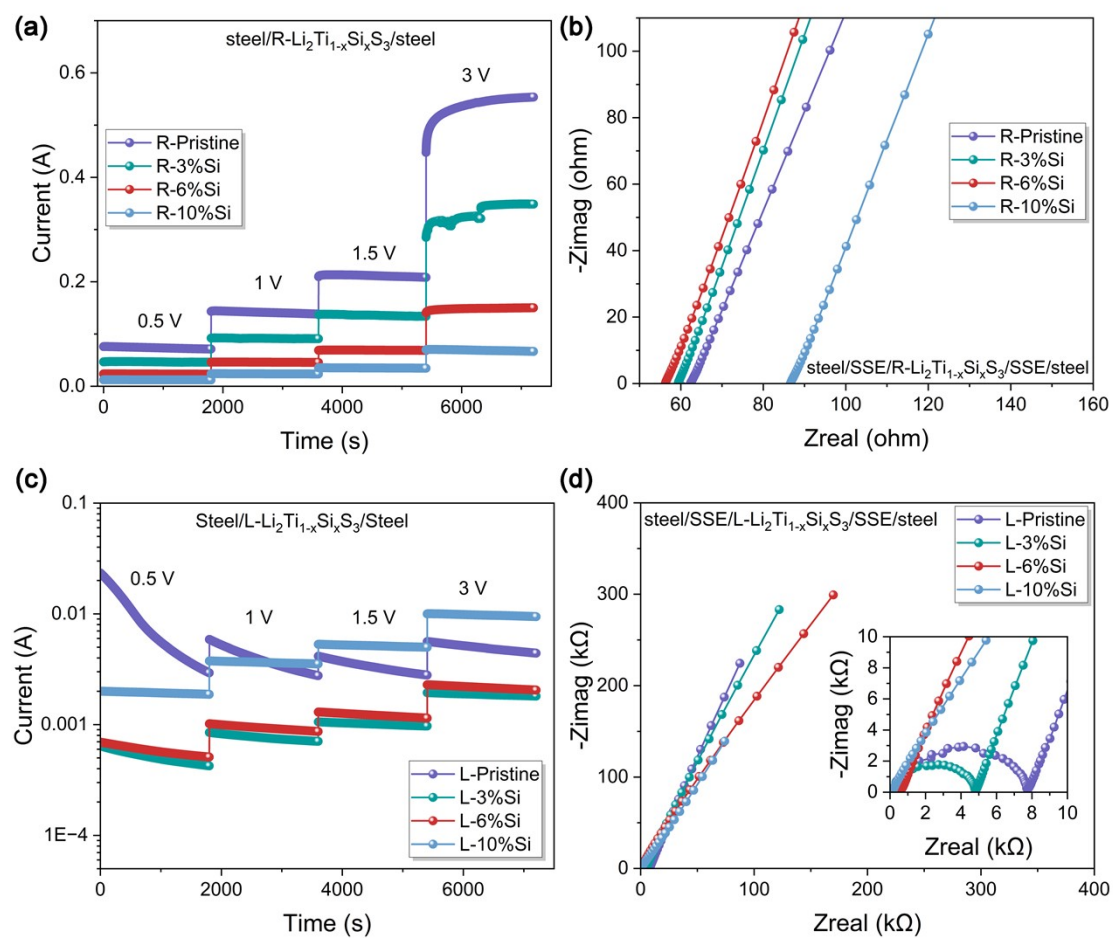 (a)
steel/R-Li₂Ti₁₋ₓSiₓS₃/steel
0.6
3 V
R-Pristine
R-3%Si
R-6%Si
R-10%Si
0.4
1.5 V
1 V
0.2
0.5 V
0.0
0 2000 4000 6000
Current (A)
Time (s)
(b)
100
80
60
40
20
0
R-Pristine
R-3%Si
R-6%Si
R-10%Si
steel/SSE/R-Li₂Ti₁₋ₓSiₓS₃/SSE/steel
60 80 100 120 140 160
-Zimag (ohm)
Zreal (ohm)
(c)
0.1
Steel/L-Li₂Ti₁₋ₓSiₓS₃/Steel
0.5 V
3 V
1 V
1.5 V
0.01
0.001
1E−4
L-Pristine
L-3%Si
L-6%Si
L-10%Si
0 2000 4000 6000
Current (A)
Time (s)
(d)
400
steel/SSE/L-Li₂Ti₁₋ₓSiₓS₃/SSE/steel
L-Pristine
L-3%Si
L-6%Si
L-10%Si
300
200
100
0
0 100 200 300 400
-Zimag (kΩ)
Zreal (kΩ)
10
8
6
4
2
0
0 2 4 6 8 10
-Zimag (kΩ)
Zreal (kΩ)